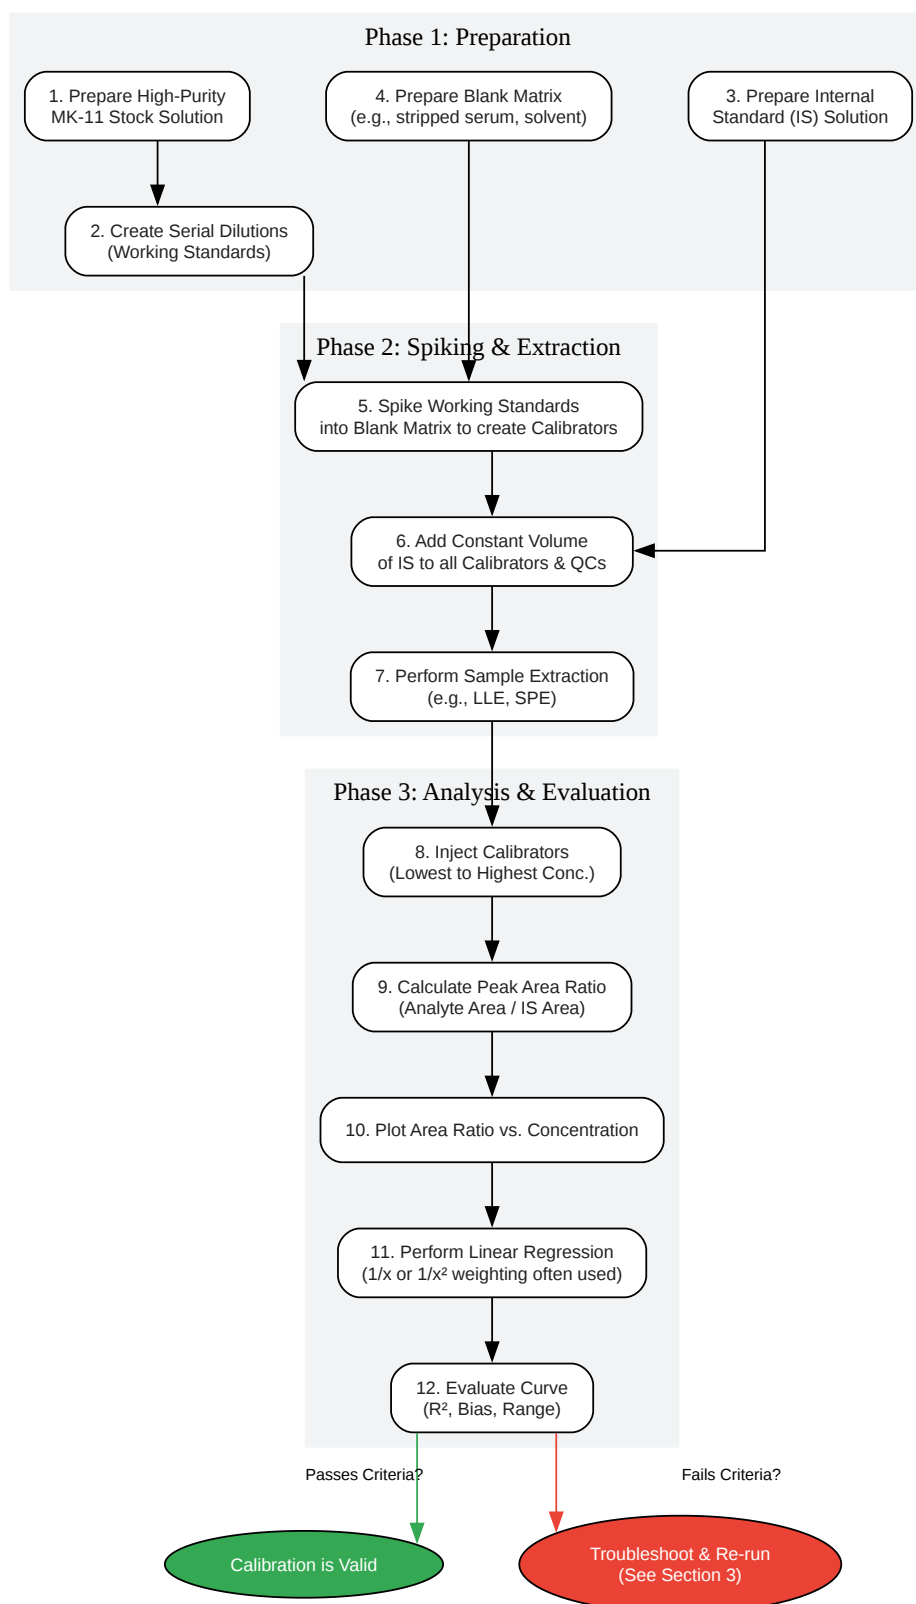 Phase 1: Preparation
1. Prepare High-Purity
MK-11 Stock Solution
4. Prepare Blank Matrix
(e.g., stripped serum, solvent)
3. Prepare Internal
Standard (IS) Solution
2. Create Serial Dilutions
(Working Standards)
Phase 2: Spiking & Extraction
5. Spike Working Standards
into Blank Matrix to create Calibrators
6. Add Constant Volume
of IS to all Calibrators & QCs
7. Perform Sample Extraction
(e.g., LLE, SPE)
Phase 3: Analysis & Evaluation
8. Inject Calibrators
(Lowest to Highest Conc.)
9. Calculate Peak Area Ratio
(Analyte Area / IS Area)
10. Plot Area Ratio vs. Concentration
11. Perform Linear Regression
(1/x or 1/x² weighting often used)
12. Evaluate Curve
(R², Bias, Range)
Passes Criteria?
Fails Criteria?
Calibration is Valid
Troubleshoot & Re-run
(See Section 3)